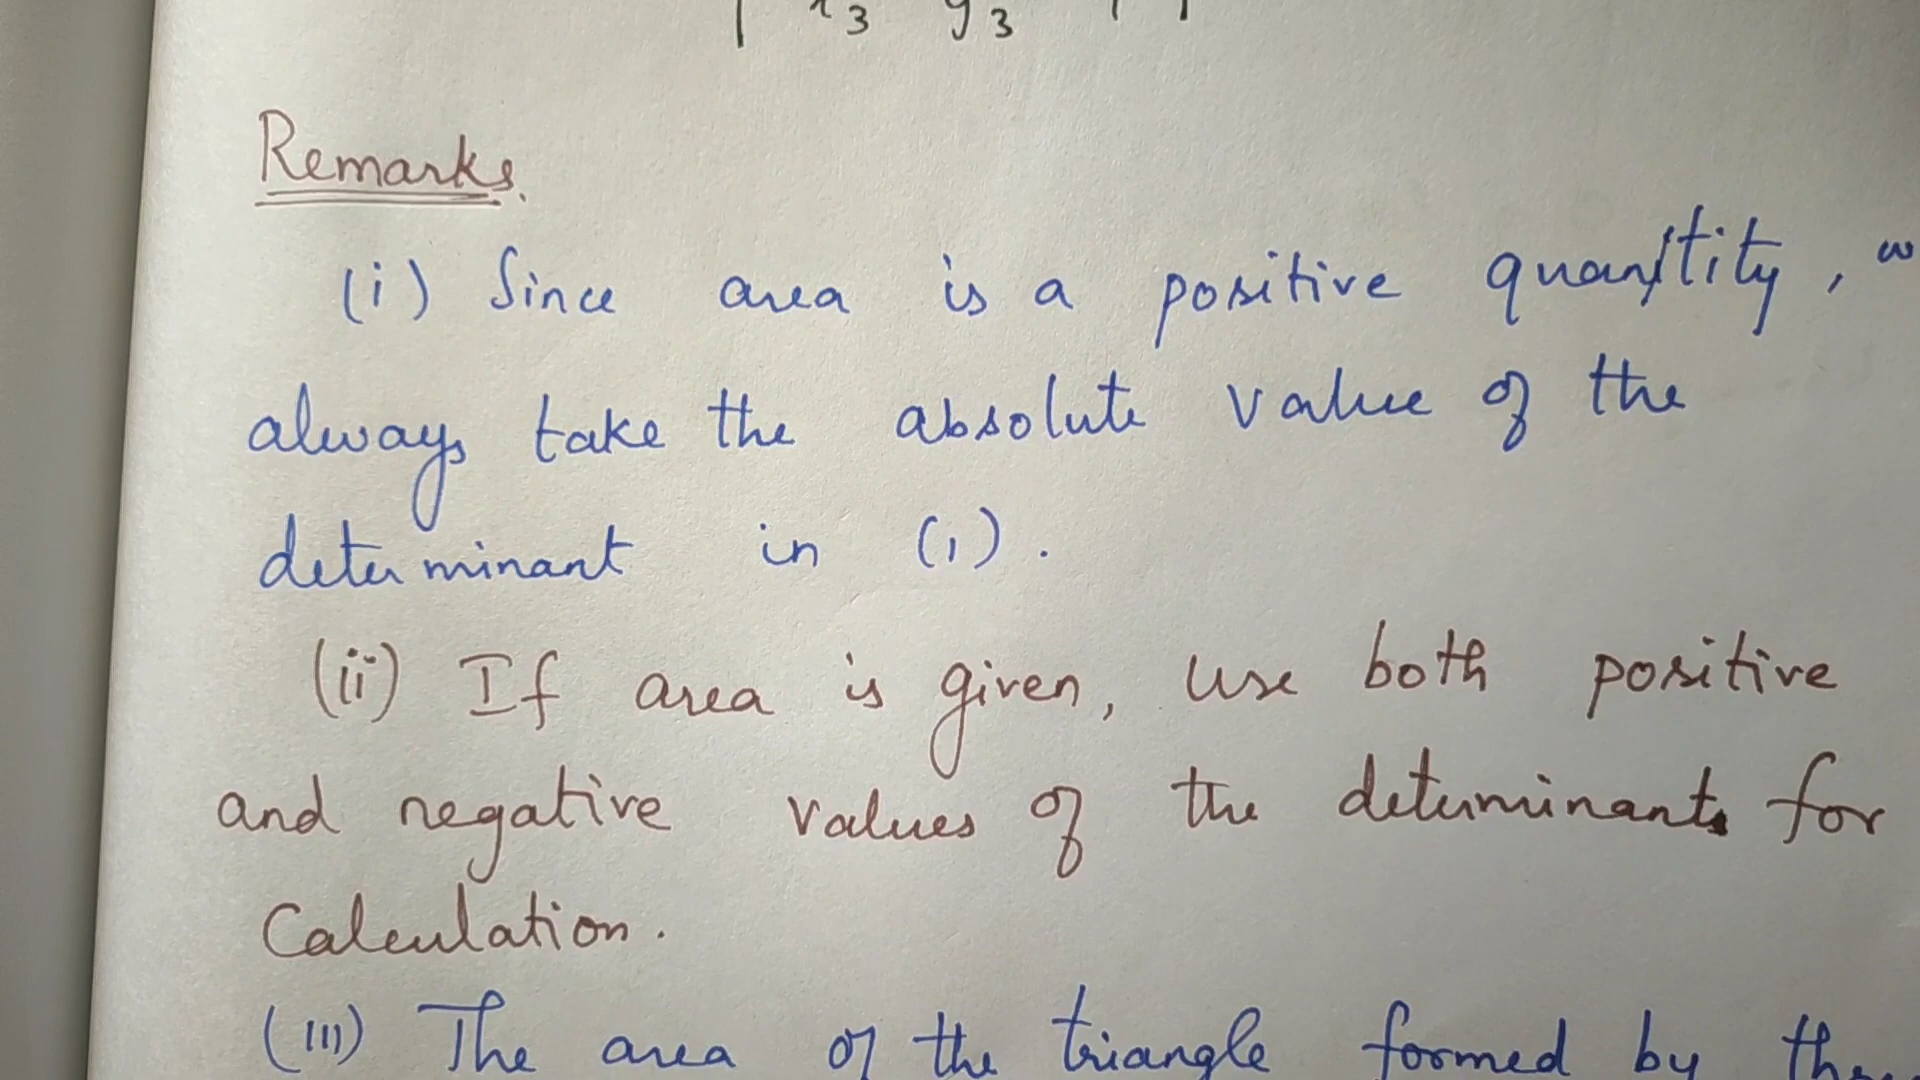 x3 y3
Remarks.
(i) Since area is a positive quantity,
always take the absolute value of the
determinant in (1).
(ii) If area is given, use both positive
and negative values of the determinants for
Calculation.
(III) The area of the triangle formed by